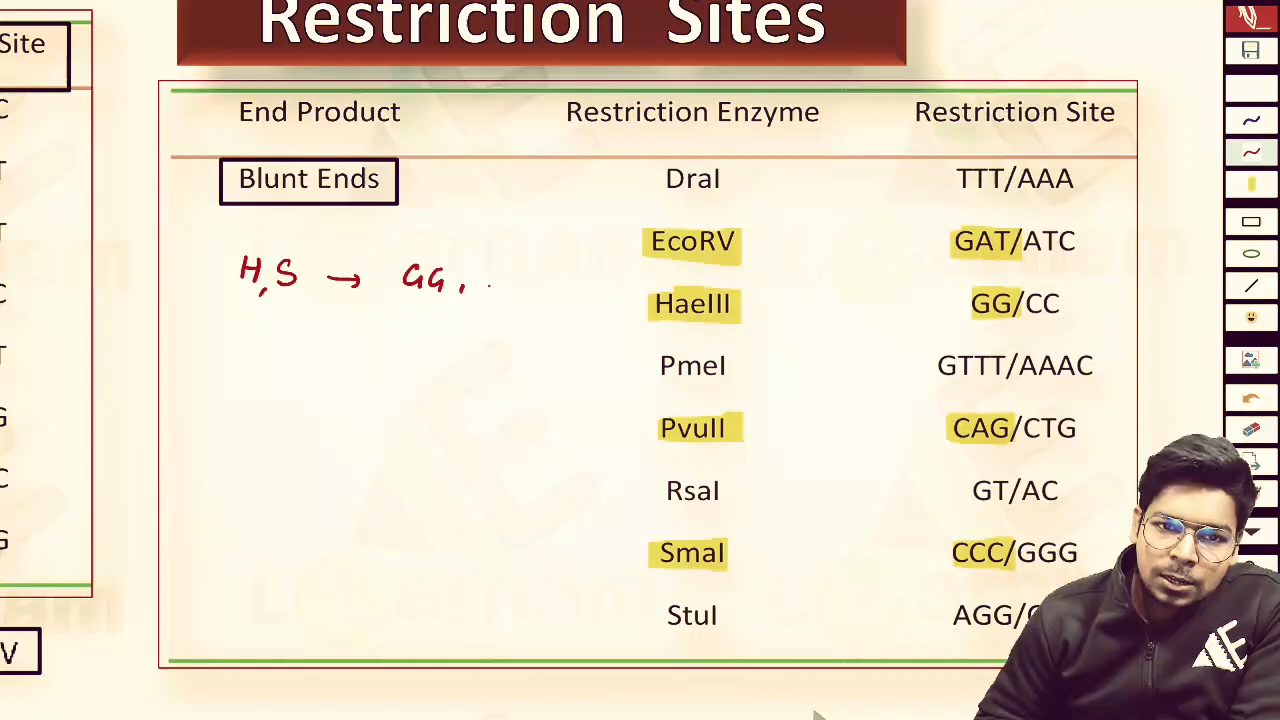 Restriction Sites
Site
C
T
T
C
T
G
C
G
V
End Product Restriction Enzyme Restriction Site
Blunt Ends DraI TTT/AAA
EcoRV GAT/ATC
H,S → GG,
HaeIII GG/CC
PmeI GTTT/AAAC
PvuII CAG/CTG
RsaI GT/AC
SmaI CCC/GGG
StuI AGG/